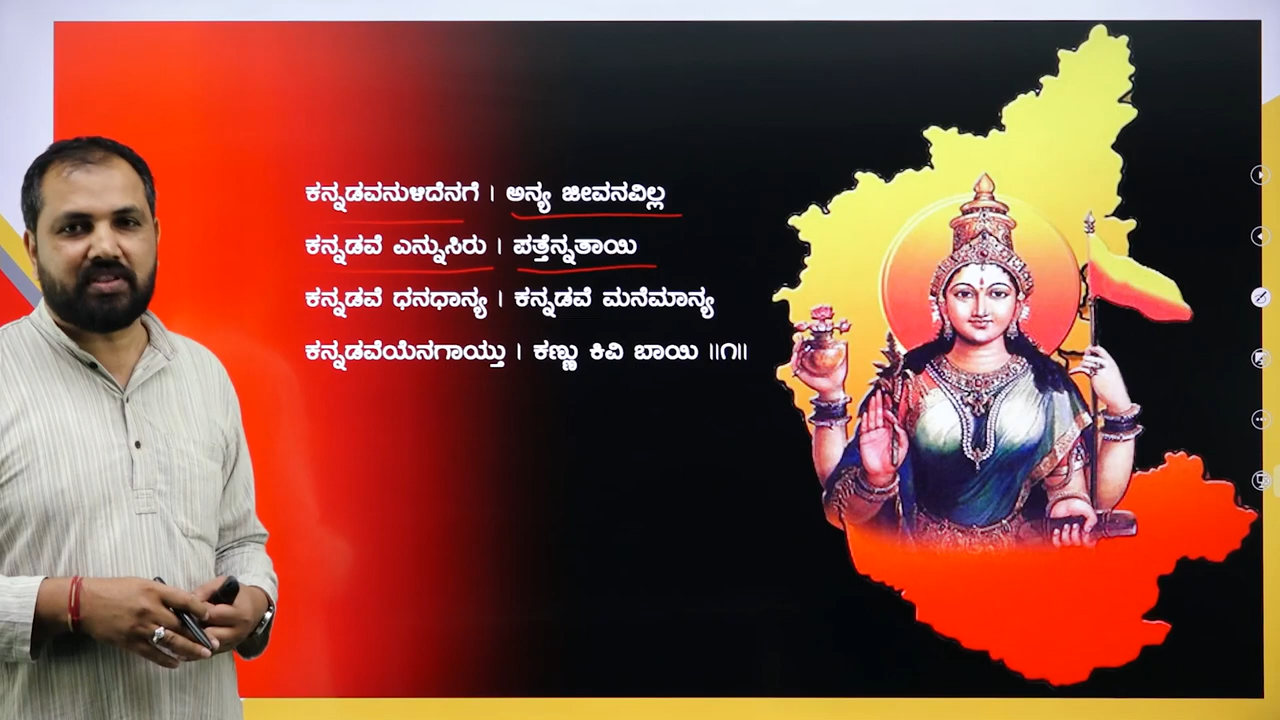 ಕನ್ನಡವನುಳಿದೆನಗೆ । ಅನ್ಯ ಜೀವನವಿಲ್ಲ
ಕನ್ನಡವೆ ಎನ್ನುಸಿರು । ಪತ್ತೆನ್ನತಾಯಿ
ಕನ್ನಡವೆ ಧನಧಾನ್ಯ । ಕನ್ನಡವೆ ಮನೆಮಾನ್ಯ
ಕನ್ನಡವೆಯೆನಗಾಯ್ತು । ಕಣ್ಣು ಕಿವಿ ಬಾಯಿ ॥೧॥